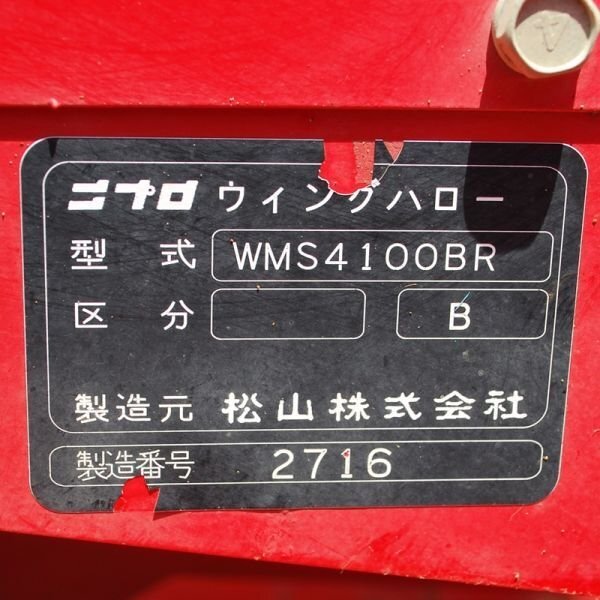 ニプロ ウィングハロー
型式 WMS4100BR
区分 B
製造元 松山株式会社
製造番号 2716